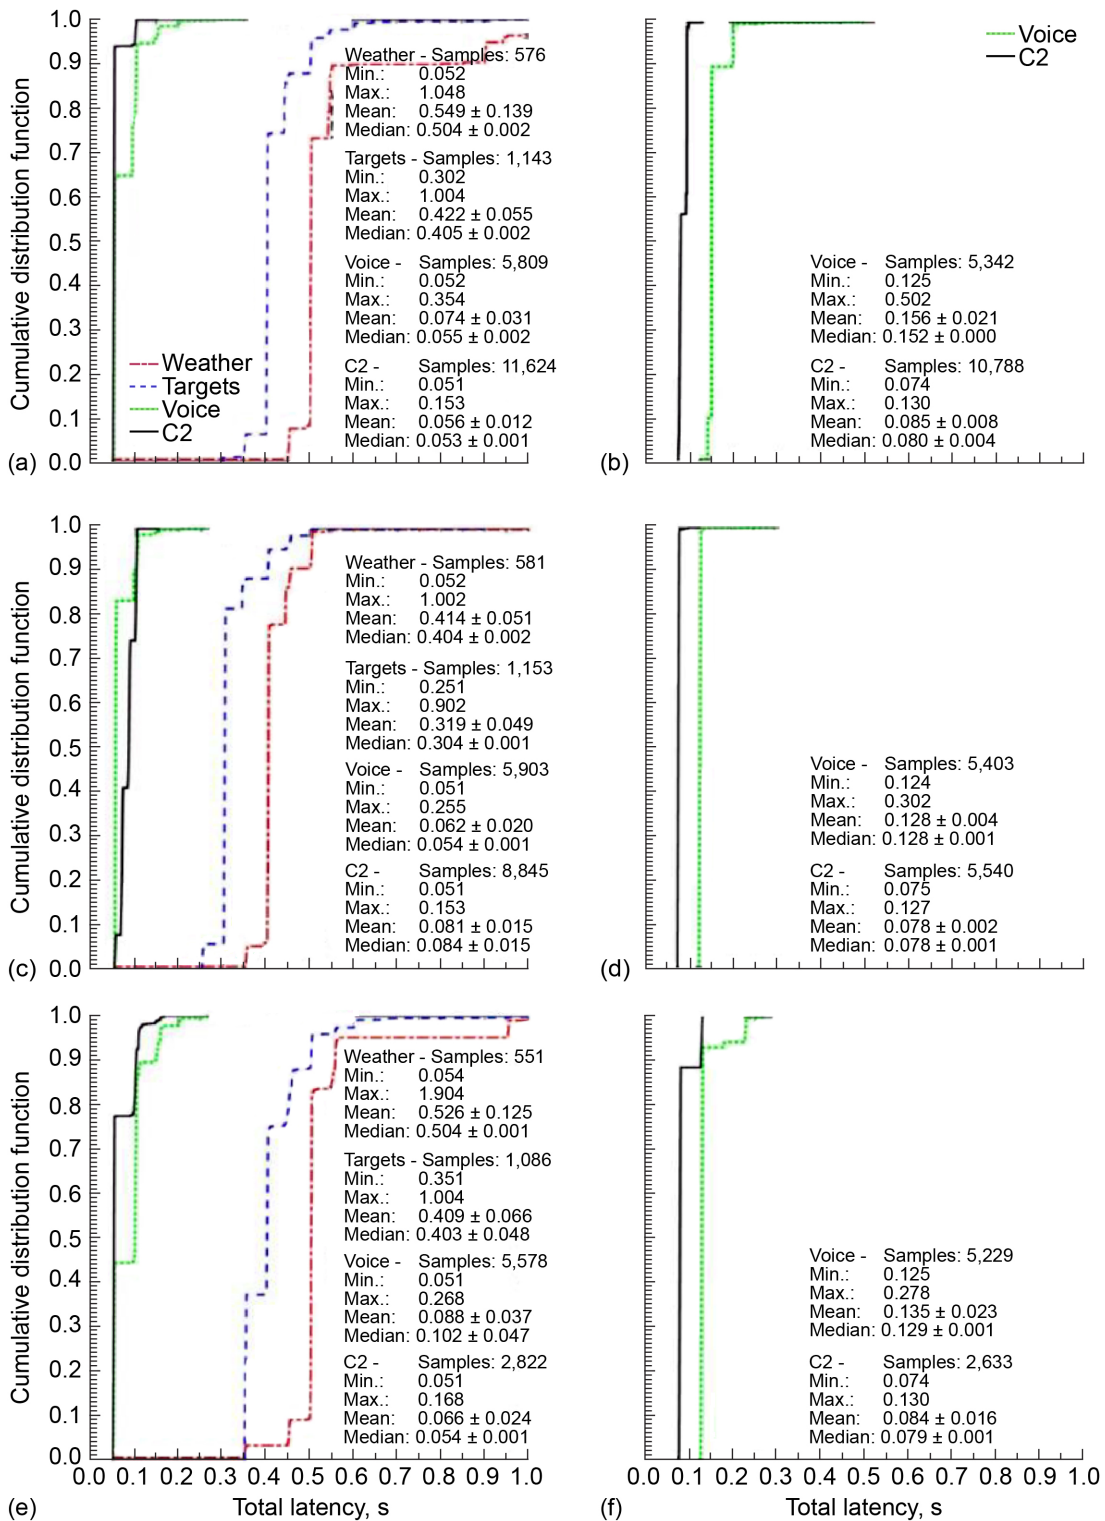 Cumulative distribution function
1.0
0.9
0.8
0.7
0.6
0.5
0.4
0.3
0.2
0.1
0.0
(a)
Weather - Samples: 576
Min.: 0.052
Max.: 1.048
Mean: 0.549 ± 0.139
Median: 0.504 ± 0.002
Targets - Samples: 1,143
Min.: 0.302
Max.: 1.004
Mean: 0.422 ± 0.055
Median: 0.405 ± 0.002
Voice - Samples: 5,809
Min.: 0.052
Max.: 0.354
Mean: 0.074 ± 0.031
Median: 0.055 ± 0.002
C2 - Samples: 11,624
Min.: 0.051
Max.: 0.153
Mean: 0.056 ± 0.012
Median: 0.053 ± 0.001
Weather
Targets
Voice
C2
(b)
Voice
C2
Voice - Samples: 5,342
Min.: 0.125
Max.: 0.502
Mean: 0.156 ± 0.021
Median: 0.152 ± 0.000
C2 - Samples: 10,788
Min.: 0.074
Max.: 0.130
Mean: 0.085 ± 0.008
Median: 0.080 ± 0.004
Cumulative distribution function
1.0
0.9
0.8
0.7
0.6
0.5
0.4
0.3
0.2
0.1
0.0
(c)
Weather - Samples: 581
Min.: 0.052
Max.: 1.002
Mean: 0.414 ± 0.051
Median: 0.404 ± 0.002
Targets - Samples: 1,153
Min.: 0.251
Max.: 0.902
Mean: 0.319 ± 0.049
Median: 0.304 ± 0.001
Voice - Samples: 5,903
Min.: 0.051
Max.: 0.255
Mean: 0.062 ± 0.020
Median: 0.054 ± 0.001
C2 - Samples: 8,845
Min.: 0.051
Max.: 0.153
Mean: 0.081 ± 0.015
Median: 0.084 ± 0.015
(d)
Voice - Samples: 5,403
Min.: 0.124
Max.: 0.302
Mean: 0.128 ± 0.004
Median: 0.128 ± 0.001
C2 - Samples: 5,540
Min.: 0.075
Max.: 0.127
Mean: 0.078 ± 0.002
Median: 0.078 ± 0.001
Cumulative distribution function
1.0
0.9
0.8
0.7
0.6
0.5
0.4
0.3
0.2
0.1
0.0
Weather - Samples: 551
Min.: 0.054
Max.: 1.904
Mean: 0.526 ± 0.125
Median: 0.504 ± 0.001
Targets - Samples: 1,086
Min.: 0.351
Max.: 1.004
Mean: 0.409 ± 0.066
Median: 0.403 ± 0.048
Voice - Samples: 5,578
Min.: 0.051
Max.: 0.268
Mean: 0.088 ± 0.037
Median: 0.102 ± 0.047
C2 - Samples: 2,822
Min.: 0.051
Max.: 0.168
Mean: 0.066 ± 0.024
Median: 0.054 ± 0.001
0.0 0.1 0.2 0.3 0.4 0.5 0.6 0.7 0.8 0.9 1.0
(e)
Total latency, s
Voice - Samples: 5,229
Min.: 0.125
Max.: 0.278
Mean: 0.135 ± 0.023
Median: 0.129 ± 0.001
C2 - Samples: 2,633
Min.: 0.074
Max.: 0.130
Mean: 0.084 ± 0.016
Median: 0.079 ± 0.001
0.0 0.1 0.2 0.3 0.4 0.5 0.6 0.7 0.8 0.9 1.0
(f)
Total latency, s